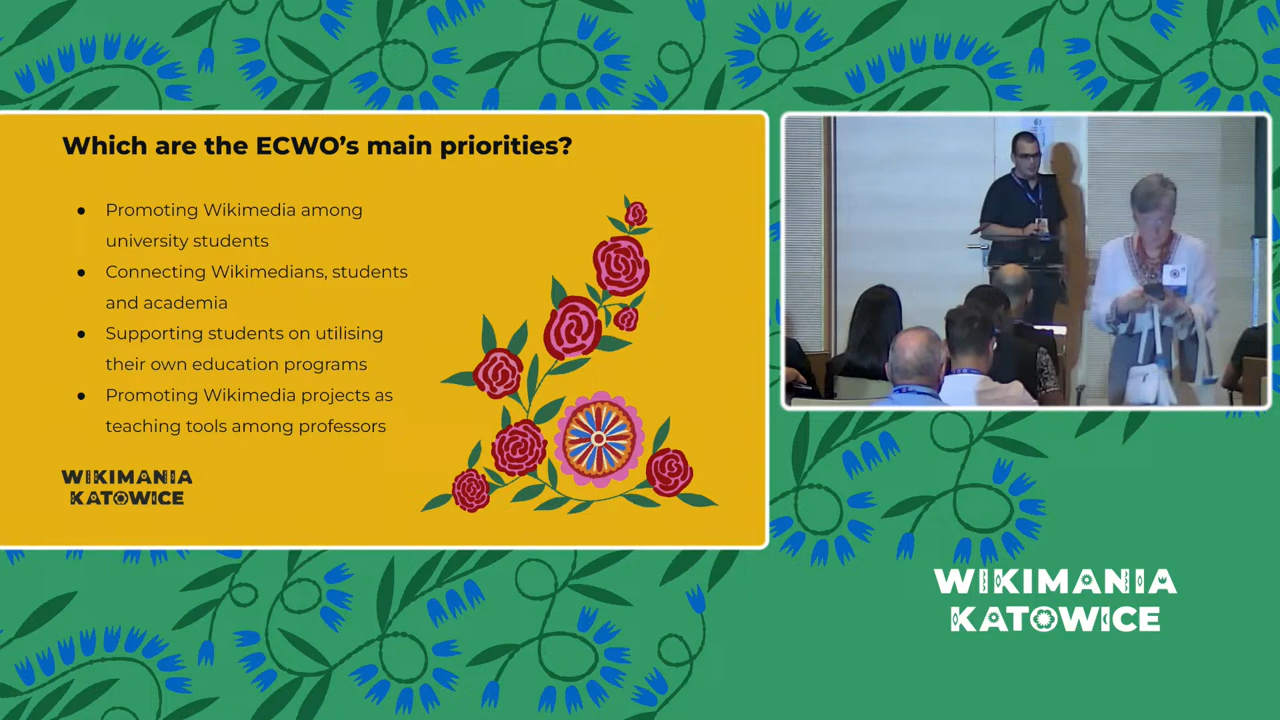 Which are the ECWO's main priorities?
● Promoting Wikimedia among
university students
● Connecting Wikimedians, students
and academia
● Supporting students on utilising
their own education programs
● Promoting Wikimedia projects as
teaching tools among professors
WIKIMANIA
KATOWICE
WIKIMANIA
KATOWICE